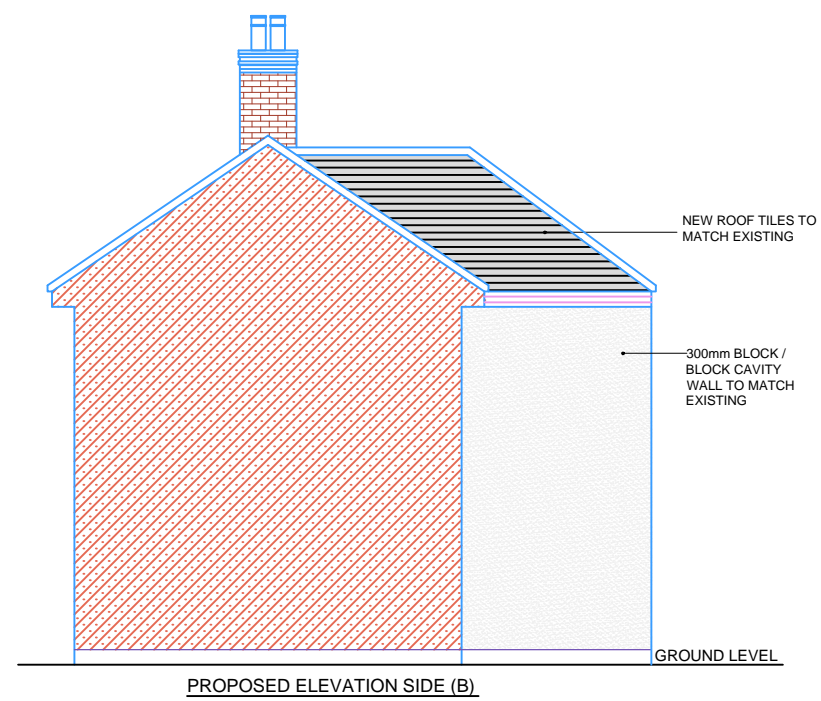 NEW ROOF TILES TO
MATCH EXISTING
300mm BLOCK /
BLOCK CAVITY
WALL TO MATCH
EXISTING
GROUND LEVEL
PROPOSED ELEVATION SIDE (B)